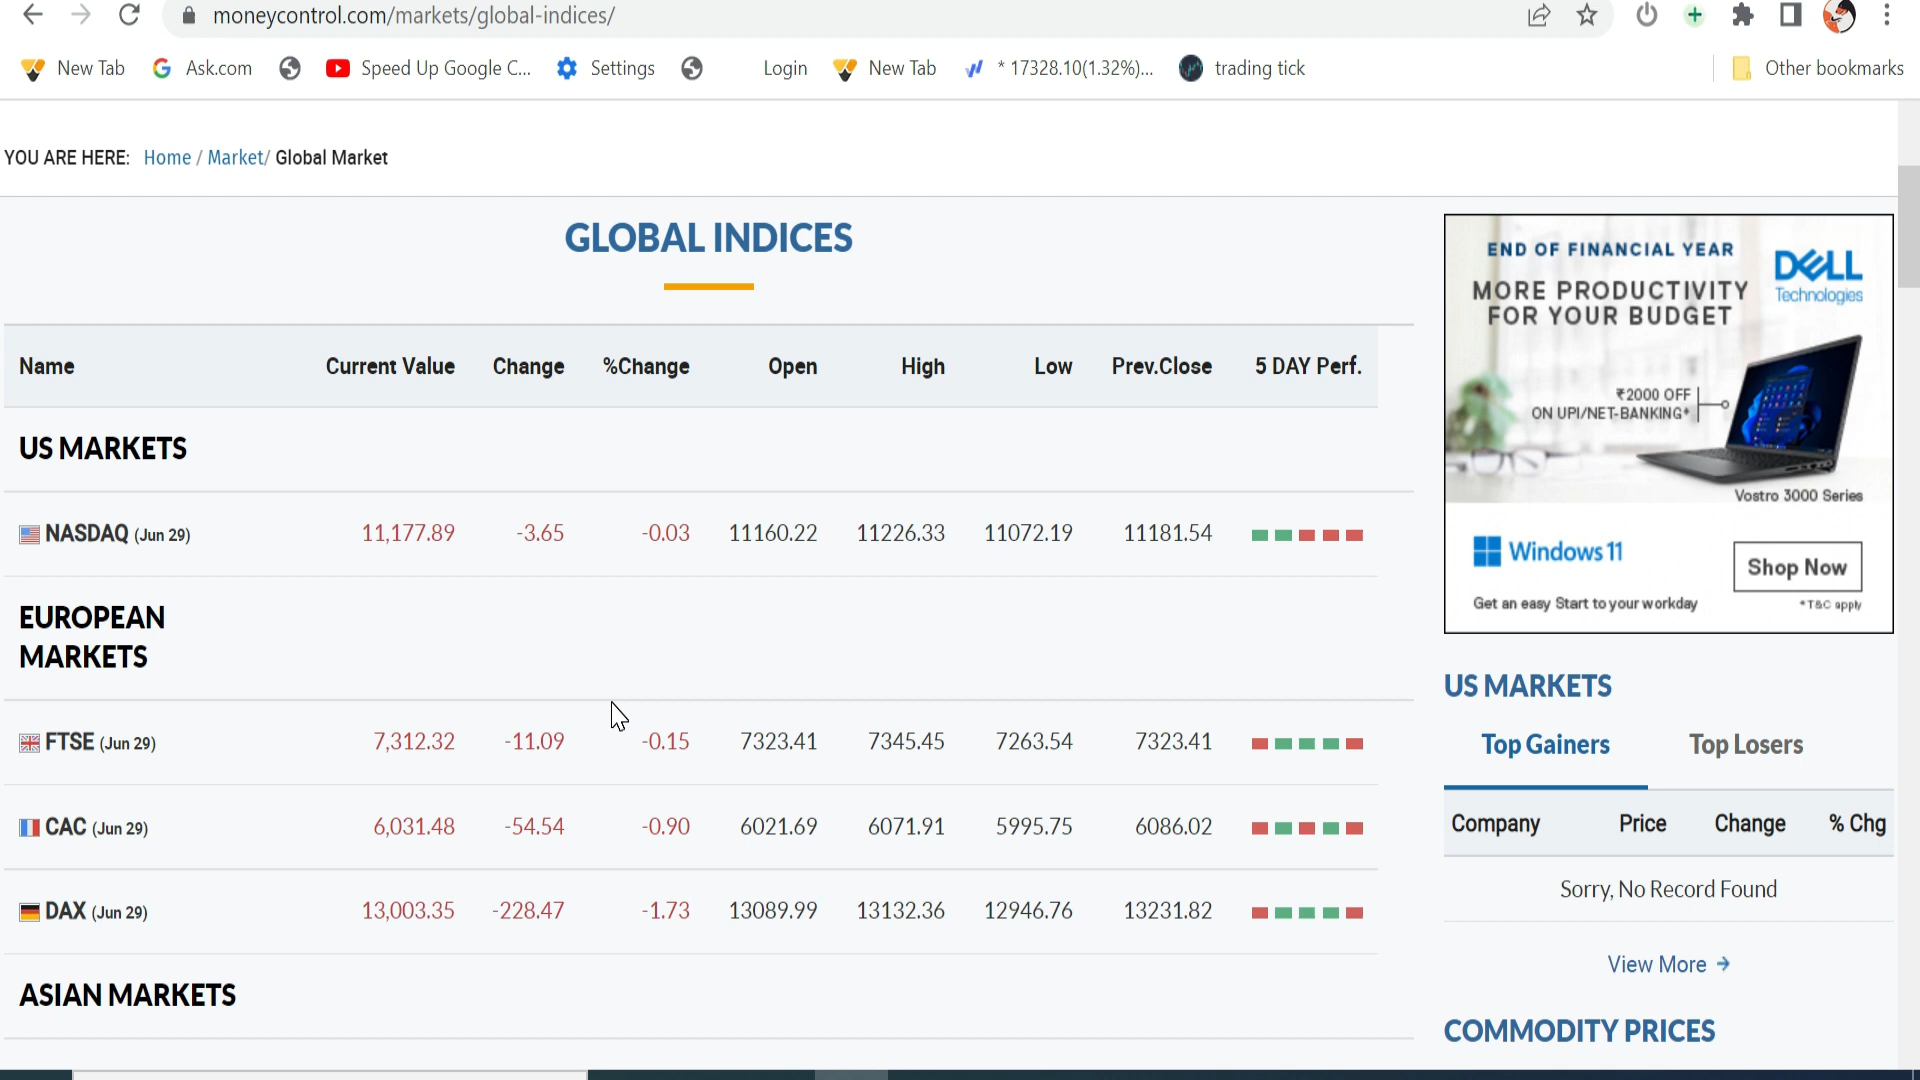 moneycontrol.com/markets/global-indices/
New Tab Ask.com Speed Up Google C... Settings Login New Tab * 17328.10(1.32%)... trading tick Other bookmarks
YOU ARE HERE: Home / Market/ Global Market
GLOBAL INDICES
Name Current Value Change %Change Open High Low Prev.Close 5 DAY Perf.
US MARKETS
NASDAQ (Jun 29) 11,177.89 -3.65 -0.03 11160.22 11226.33 11072.19 11181.54
EUROPEAN
MARKETS
FTSE (Jun 29) 7,312.32 -11.09 -0.15 7323.41 7345.45 7263.54 7323.41
CAC (Jun 29) 6,031.48 -54.54 -0.90 6021.69 6071.91 5995.75 6086.02
DAX (Jun 29) 13,003.35 -228.47 -1.73 13089.99 13132.36 12946.76 13231.82
ASIAN MARKETS
END OF FINANCIAL YEAR
DELL
Technologies
MORE PRODUCTIVITY
FOR YOUR BUDGET
₹2000 OFF
ON UPI/NET-BANKING*
Vostro 3000 Series
Windows 11
Shop Now
Get an easy Start to your workday
*T&C apply
US MARKETS
Top Gainers Top Losers
Company Price Change % Chg
Sorry, No Record Found
View More
COMMODITY PRICES